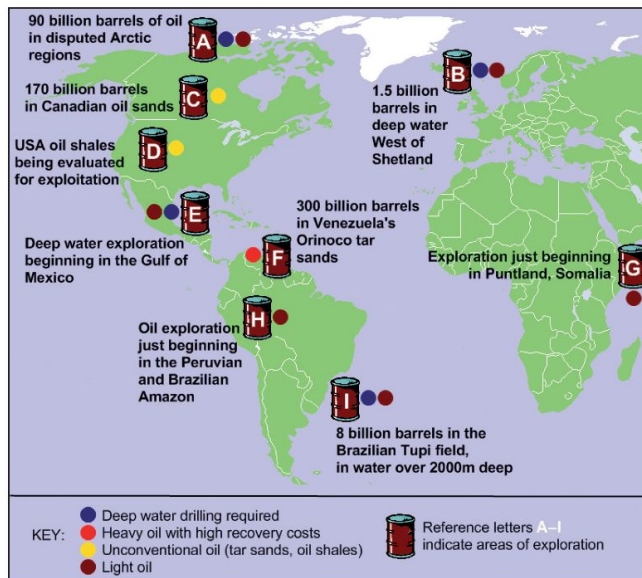 90 billion barrels of oil
in disputed Arctic
regions
A
B
170 billion barrels
in Canadian oil sands
C
1.5 billion
barrels in
deep water
West of
Shetland
USA oil shales
being evaluated
for exploitation
D
E
Deep water exploration
beginning in the Gulf of
Mexico
300 billion barrels
in Venezuela's
Orinoco tar
sands
F
Exploration just beginning
in Puntland, Somalia
G
H
Oil exploration
just beginning
in the Peruvian
and Brazilian
Amazon
I
8 billion barrels in the
Brazilian Tupi field,
in water over 2000m deep
KEY:
Deep water drilling required
Heavy oil with high recovery costs
Unconventional oil (tar sands, oil shales)
Light oil
Reference letters A–I
indicate areas of exploration